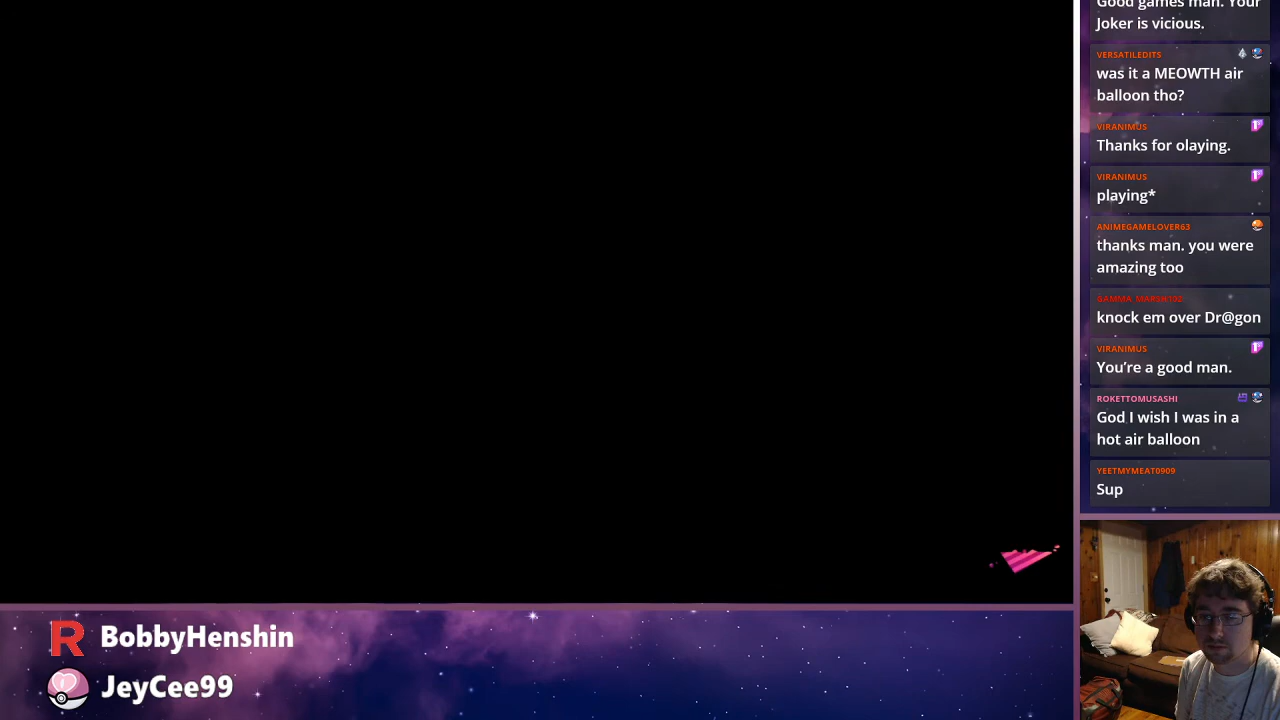 Good games man. Your
Joker is vicious.
VERSATILEDITS
was it a MEOWTH air
balloon tho?
VIRANIMUS
Thanks for olaying.
VIRANIMUS
playing*
ANIMEGAMELOVER63
thanks man. you were
amazing too
GAMMA_MARSH102
knock em over Dr@gon
VIRANIMUS
You're a good man.
ROKETTOMUSASHI
God I wish I was in a
hot air balloon
YEETMYMEAT0909
Sup
R BobbyHenshin
JeyCee99